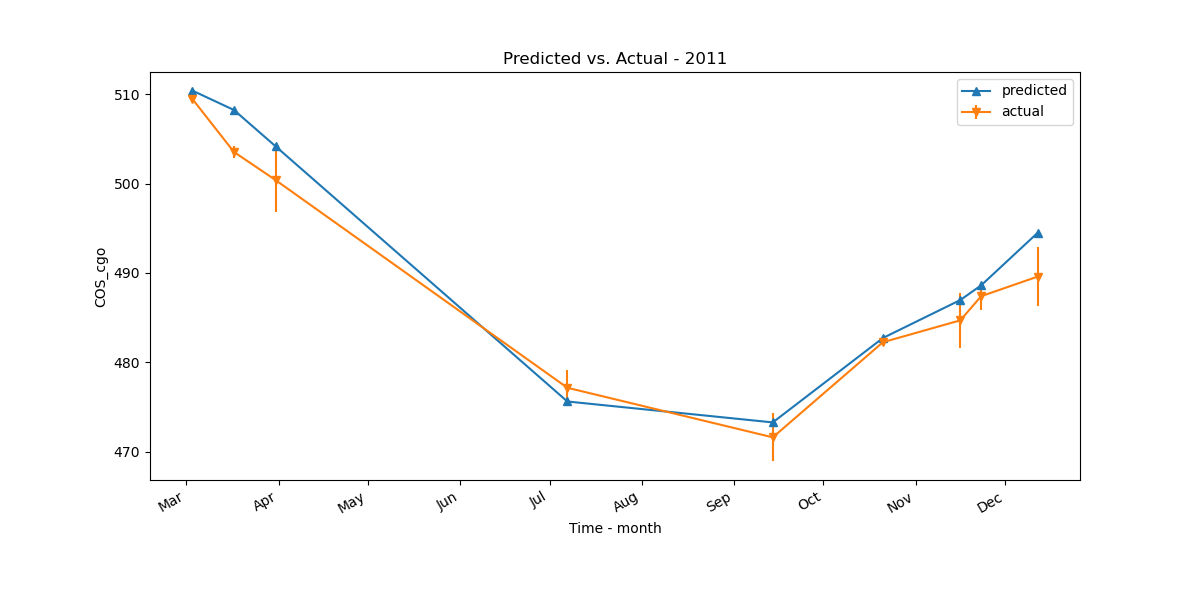 Predicted vs. Actual - 2011
predicted
actual
510
500
490
480
470
COS_cgo
Mar
Apr
May
Jun
Jul
Aug
Sep
Oct
Nov
Dec
Time - month